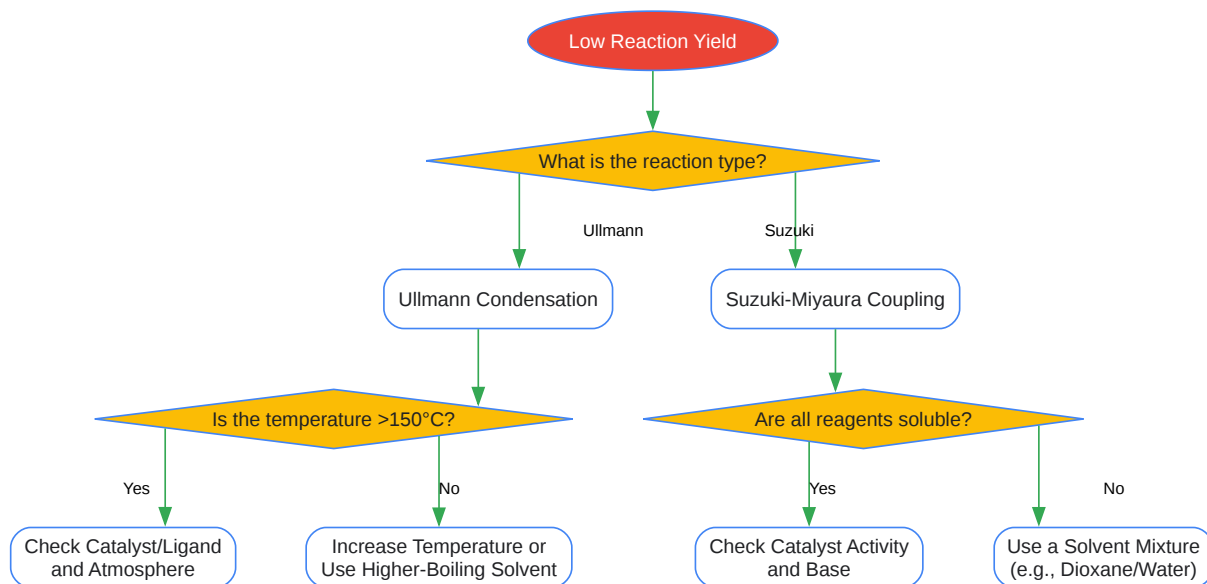 Low Reaction Yield
What is the reaction type?
Ullmann
Suzuki
Ullmann Condensation
Suzuki-Miyaura Coupling
Is the temperature >150°C?
Are all reagents soluble?
Yes
No
Yes
No
Check Catalyst/Ligand
and Atmosphere
Increase Temperature or
Use Higher-Boiling Solvent
Check Catalyst Activity
and Base
Use a Solvent Mixture
(e.g., Dioxane/Water)